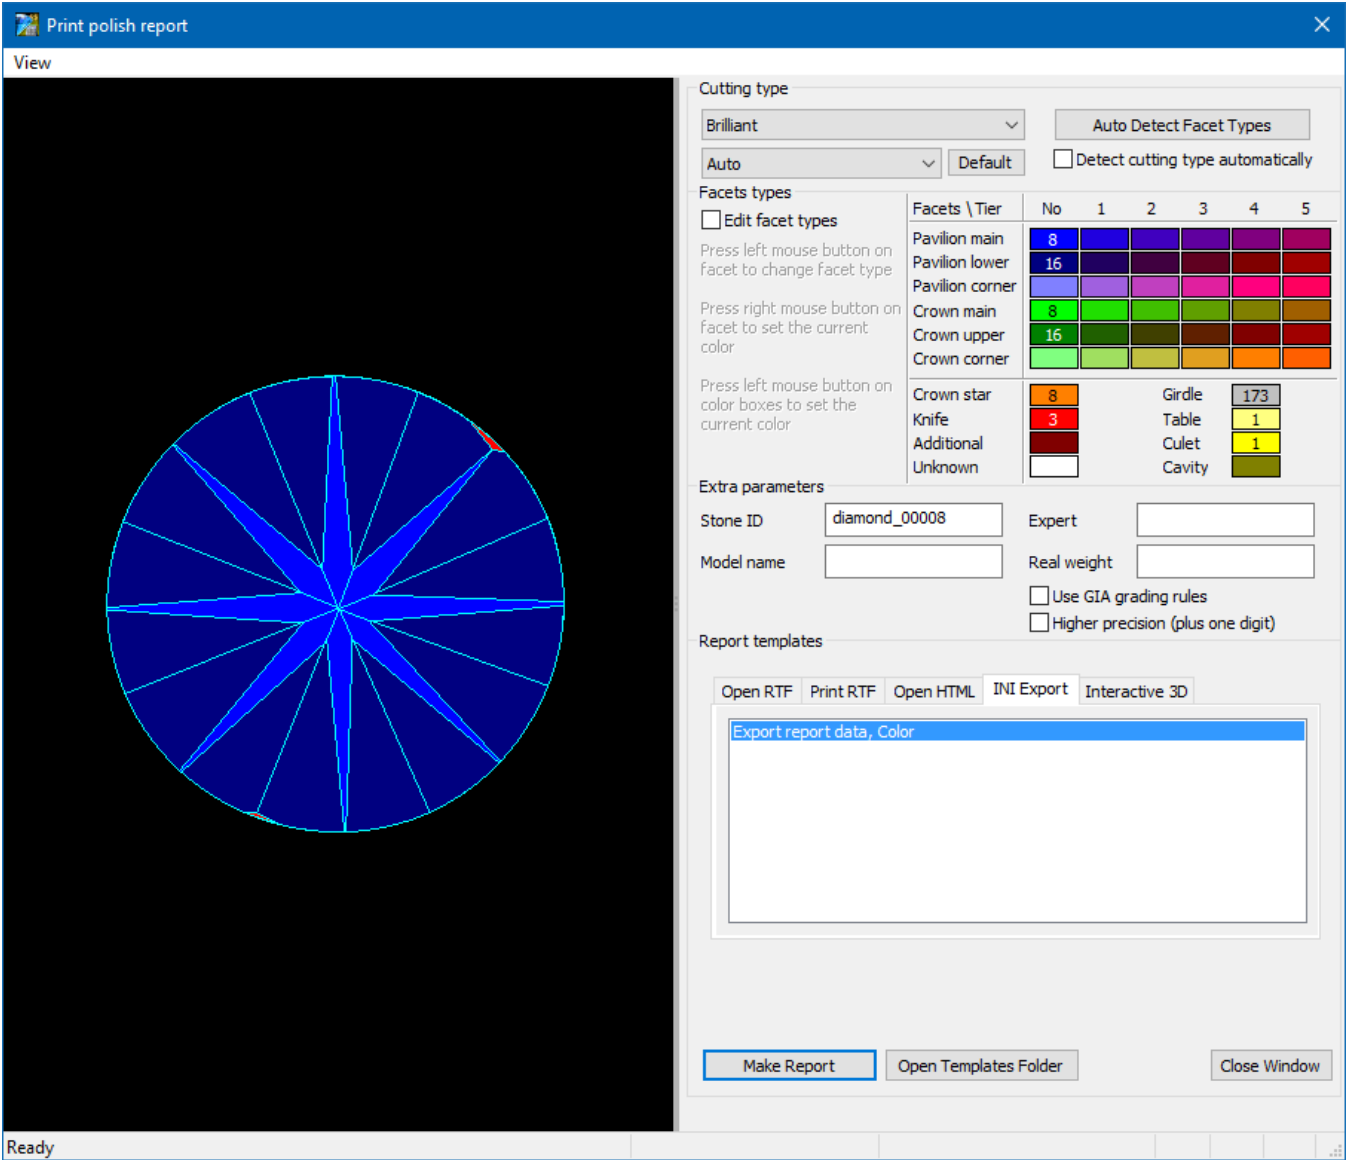 Print polish report
View
Cutting type
Brilliant
Auto Detect Facet Types
Auto
Default
Detect cutting type automatically
Facets types
Edit facet types
Press left mouse button on
facet to change facet type
Press right mouse button on
facet to set the current
color
Press left mouse button on
color boxes to set the
current color
Facets \ Tier No 1 2 3 4 5
Pavilion main 8
Pavilion lower 16
Pavilion corner
Crown main 8
Crown upper 16
Crown corner
Crown star 8 Girdle 173
Knife 3 Table 1
Additional Culet 1
Unknown Cavity
Extra parameters
Stone ID diamond_00008 Expert
Model name Real weight
Use GIA grading rules
Higher precision (plus one digit)
Report templates
Open RTF Print RTF Open HTML INI Export Interactive 3D
Export report data, Color
Make Report Open Templates Folder Close Window
Ready